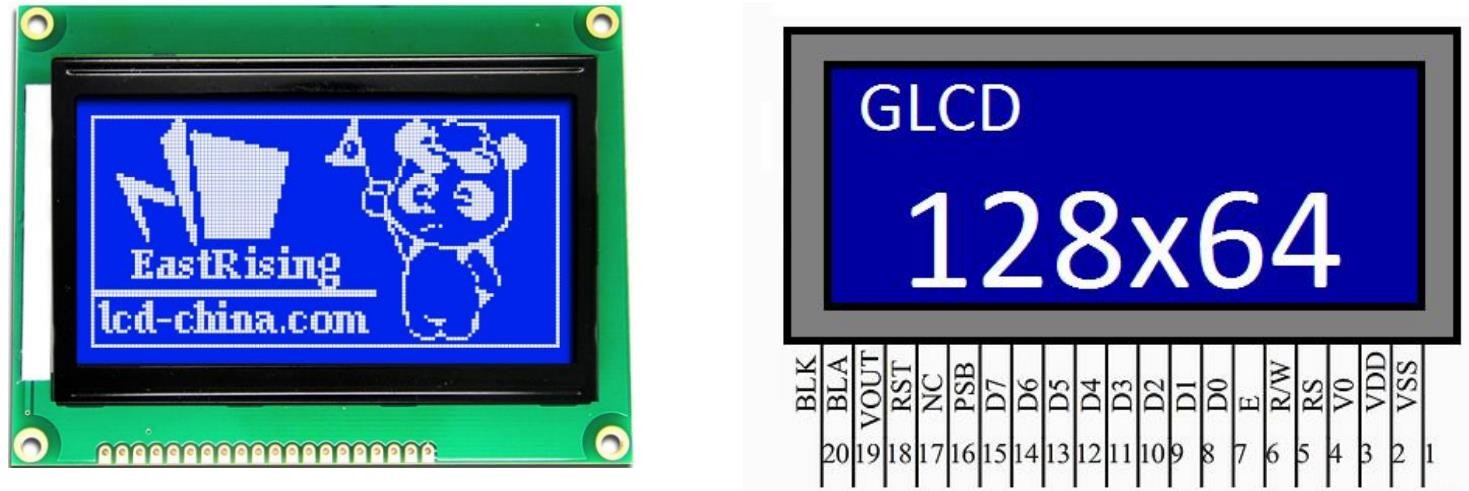 EastRising
lcd-china.com
GLCD
128x64
BLK
BLA
VOUT
RST
NC
PSB
D7
D6
D5
D4
D3
D2
D1
D0
E
R/W
RS
V0
VDD
VSS
20 19 18 17 16 15 14 13 12 11 10 9 8 7 6 5 4 3 2 1